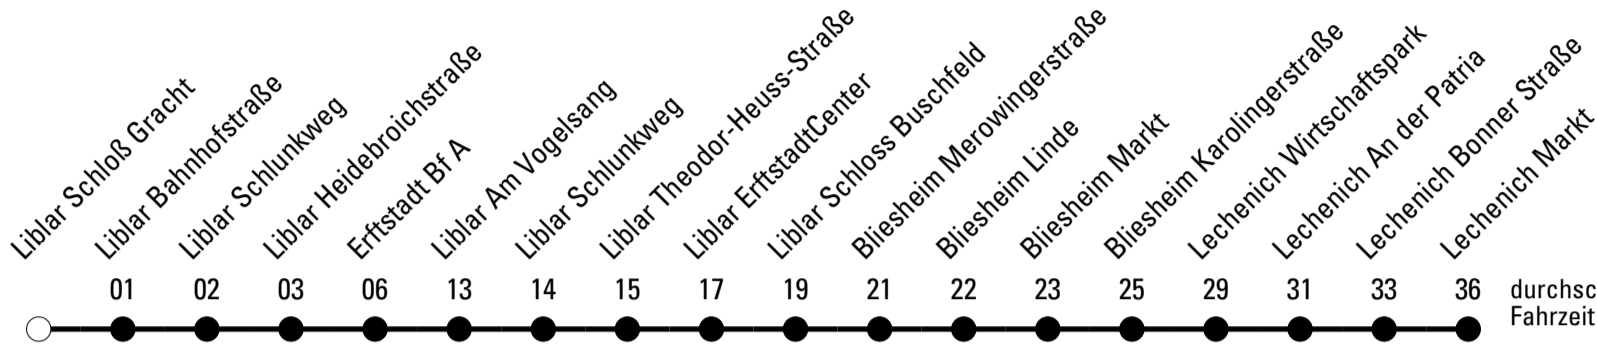 Liblar Schloß Gracht
Liblar Bahnhofstraße
Liblar Schlunkweg
Liblar Heidebroichstraße
Erftstadt Bf A
Liblar Am Vogelsang
Liblar Schlunkweg
Liblar Theodor-Heuss-Straße
Liblar ErftstadtCenter
Liblar Schloss Buschfeld
Bliesheim Merowingerstraße
Bliesheim Linde
Bliesheim Markt
Bliesheim Karolingerstraße
Lechenich Wirtschaftspark
Lechenich An der Patria
Lechenich Bonner Straße
Lechenich Markt
01 02 03 06 13 14 15 17 19 21 22 23 25 29 31 33 36 durchsc
Fahrzeit